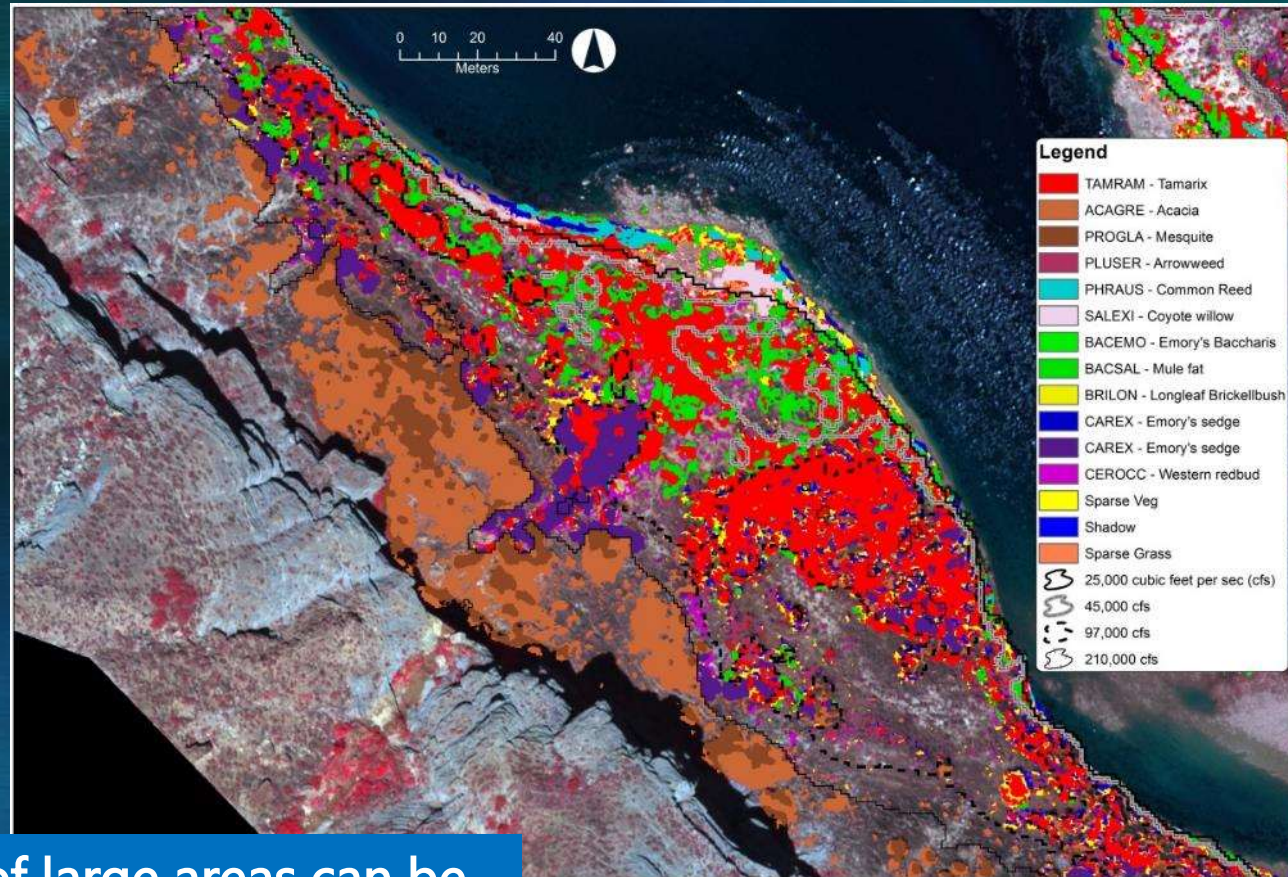 0 10 20 40
Meters
Legend
TAMRAM - Tamarix
ACAGRE - Acacia
PROGLA - Mesquite
PLUSER - Arrowweed
PHRAUS - Common Reed
SALEXI - Coyote willow
BACEMO - Emory's Baccharis
BACSAL - Mule fat
BRILON - Longleaf Brickellbush
CAREX - Emory's sedge
CAREX - Emory's sedge
CEROCC - Western redbud
Sparse Veg
Shadow
Sparse Grass
25,000 cubic feet per sec (cfs)
45,000 cfs
97,000 cfs
210,000 cfs
of large areas can be